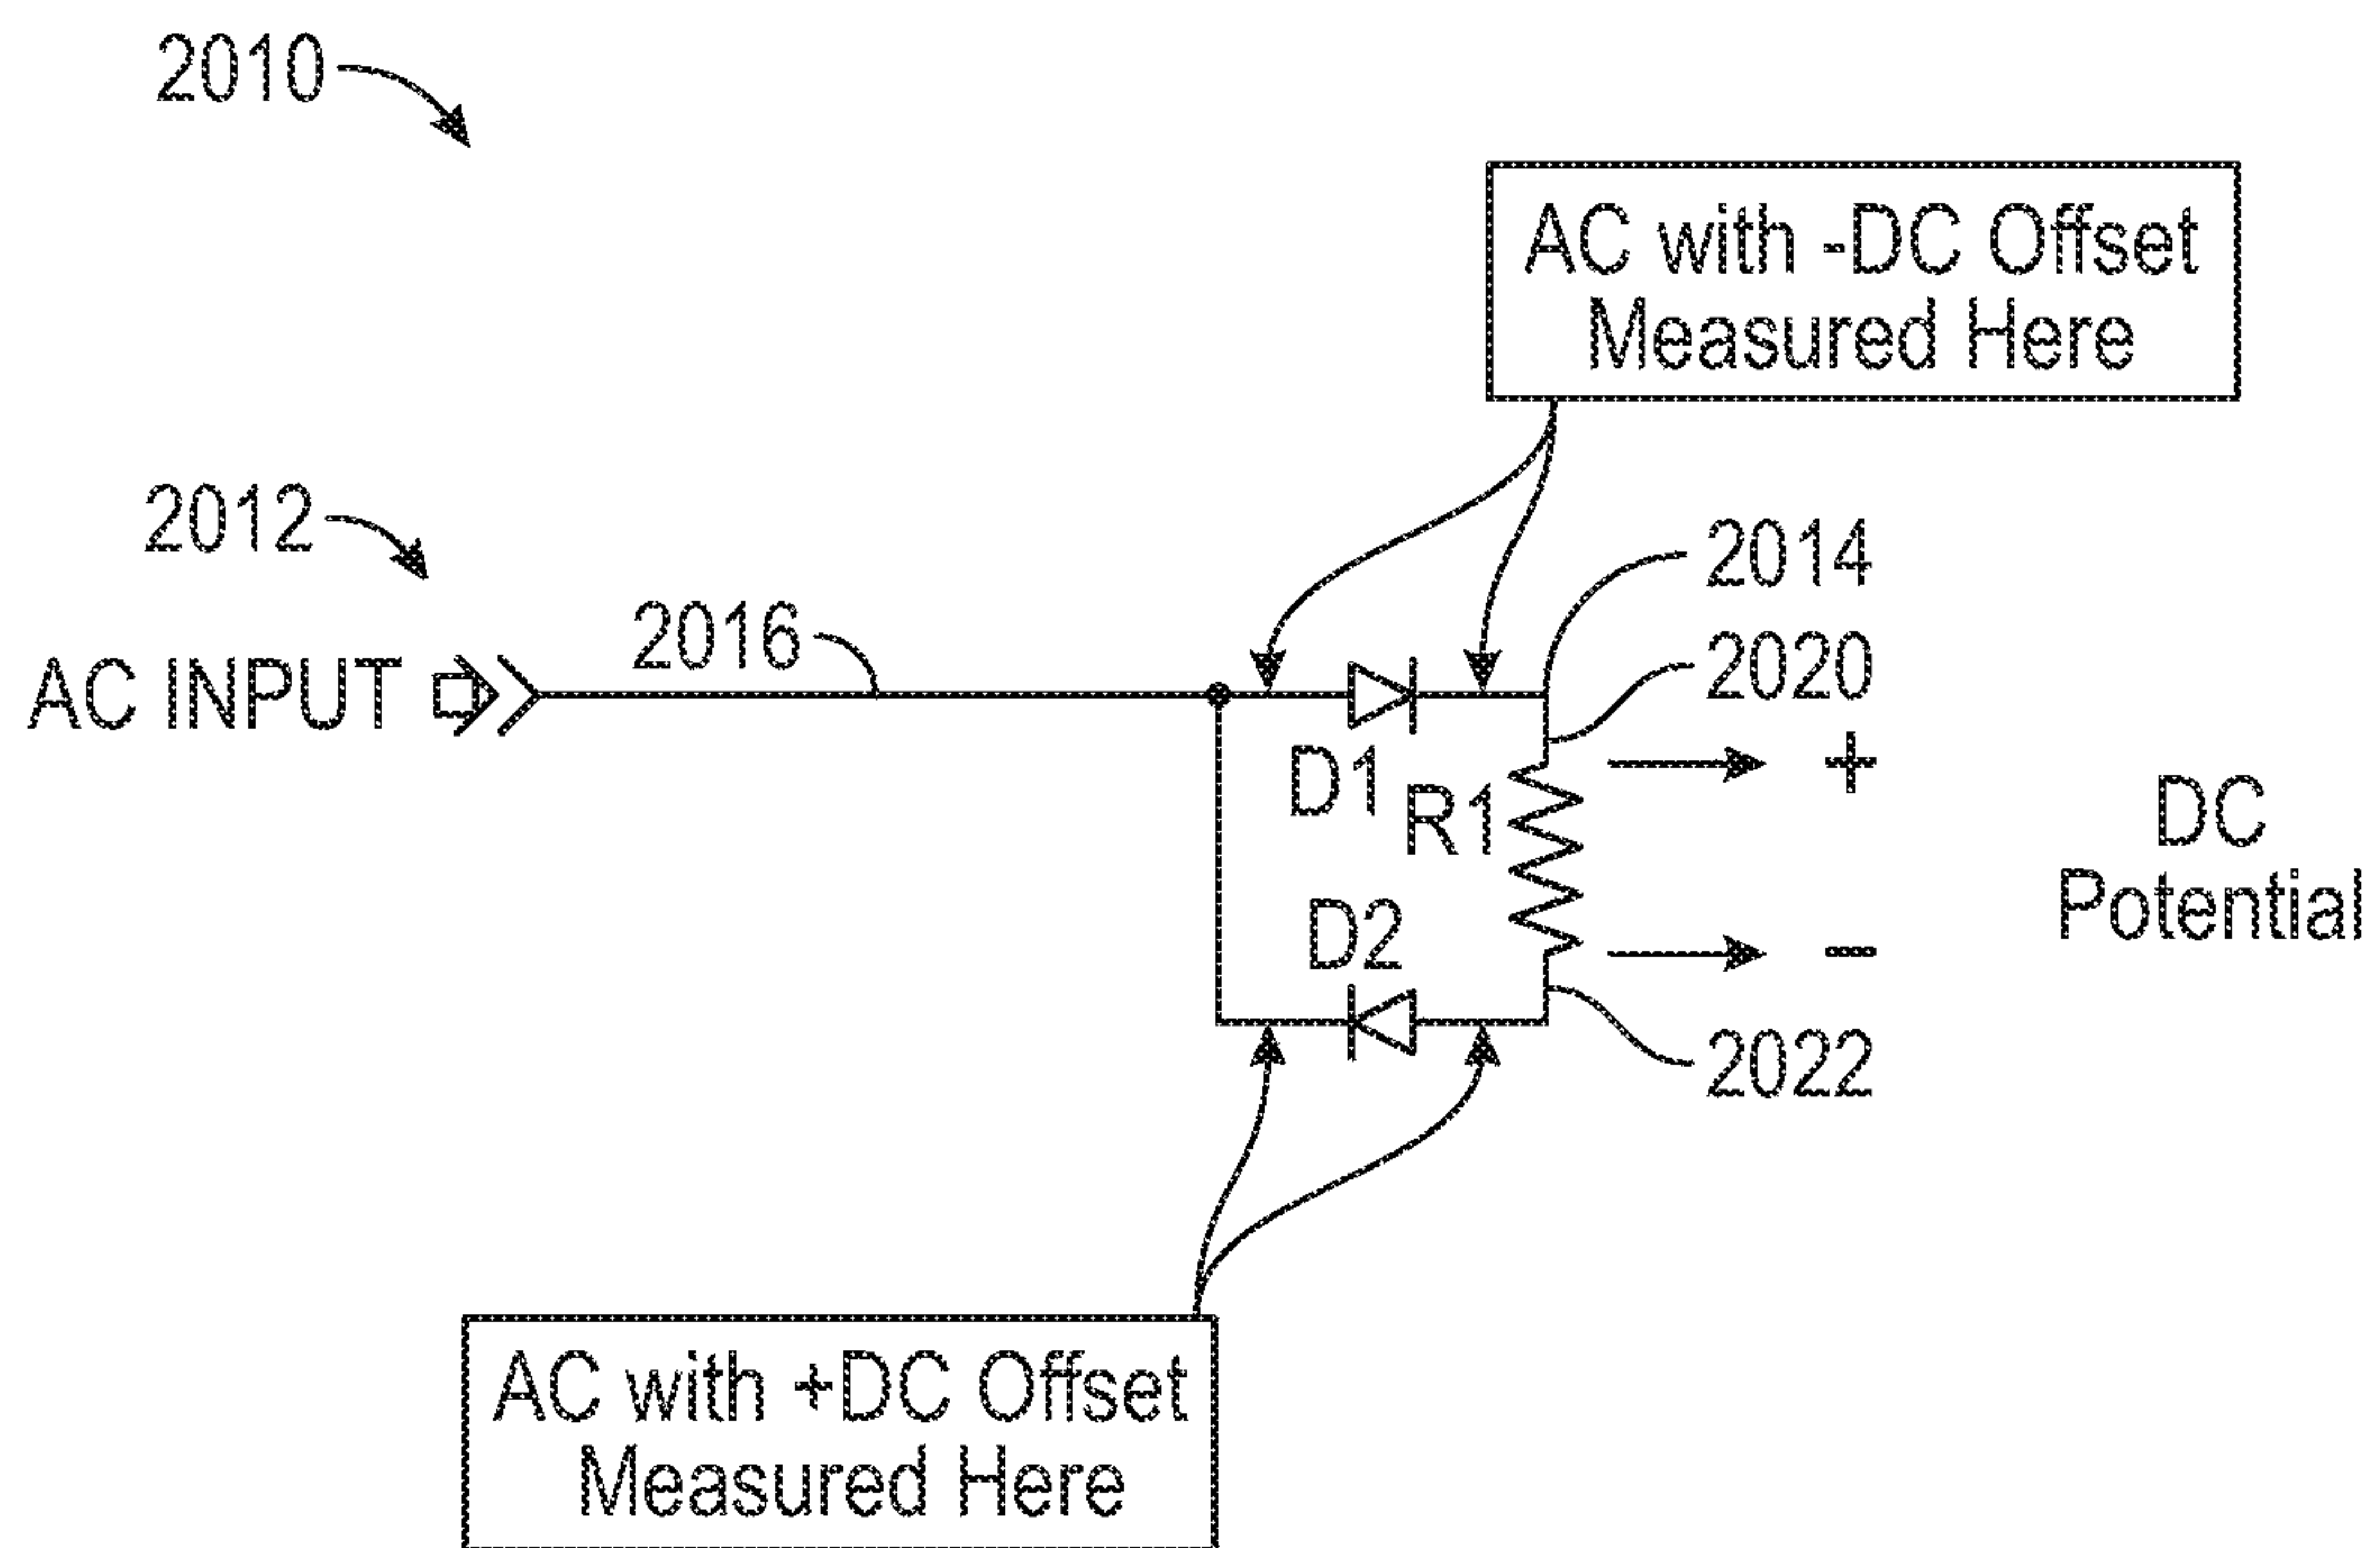 2010
AC with -DC Offset
Measured Here
2012
2014
2016
2020
AC INPUT
+
D1
R1
DC
Potential
D2
-
2022
AC with +DC Offset
Measured Here